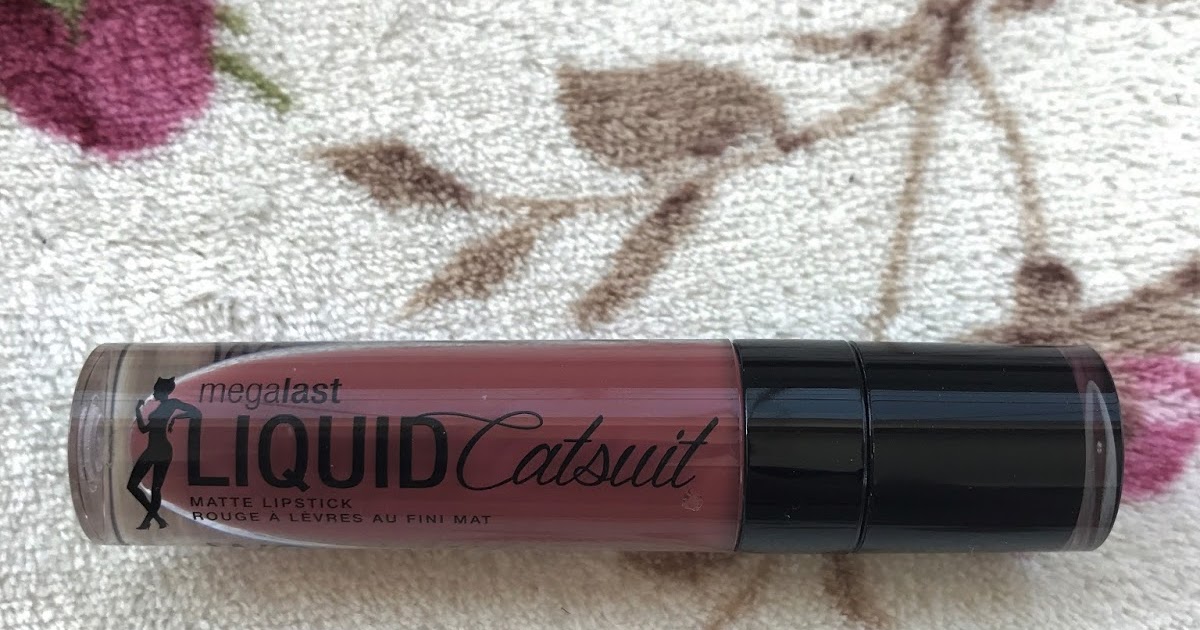 megalast
LIQUID Catsuit
MATTE LIPSTICK
ROUGE À LÈVRES AU FINI MAT